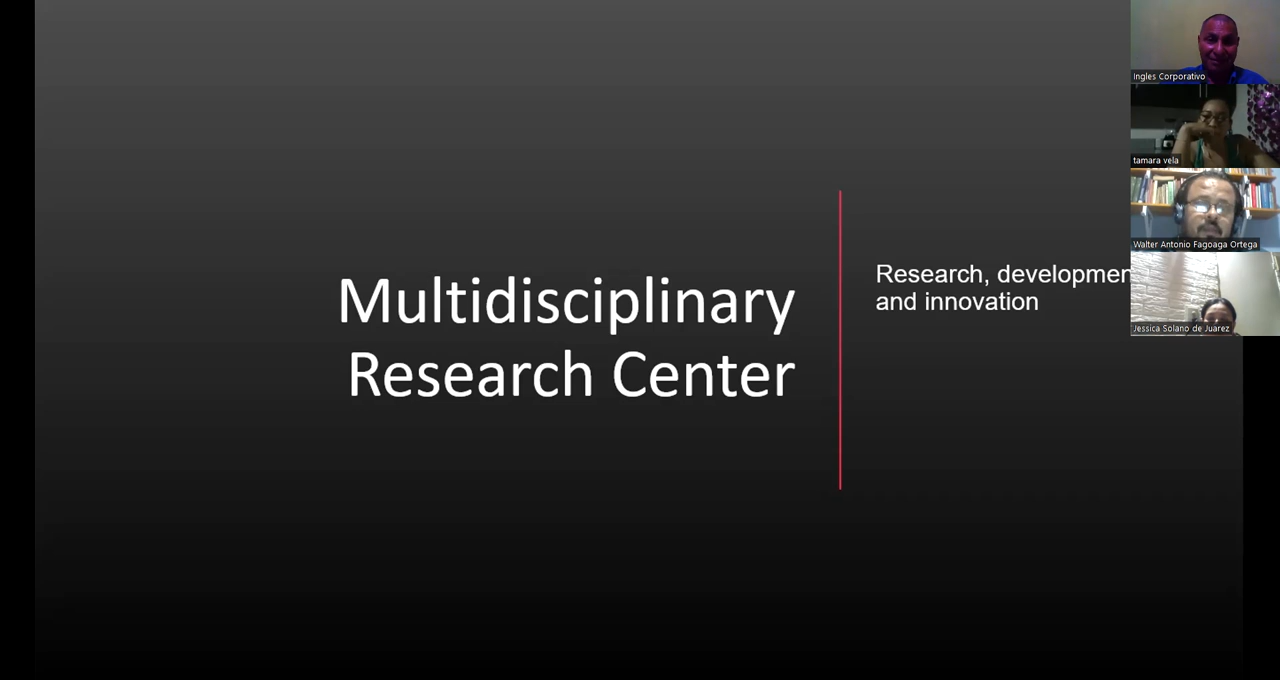 Multidisciplinary
Research Center
Research, developmen
and innovation
Ingles Corporativo
tamara vela
Walter Antonio Fagoaga Ortega
Jessica Solano de Juarez